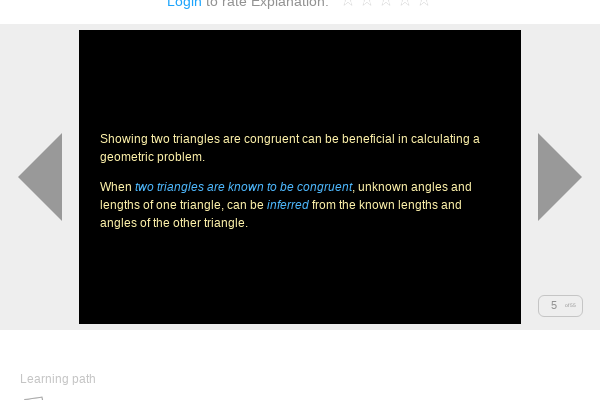 Login to rate Explanation:
Showing two triangles are congruent can be beneficial in calculating a
geometric problem.
When two triangles are known to be congruent, unknown angles and
lengths of one triangle, can be inferred from the known lengths and
angles of the other triangle.
5 of 55
Learning path